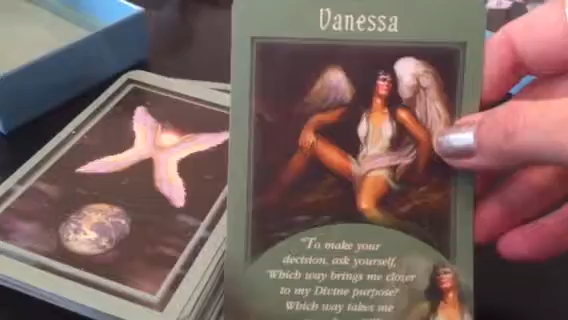 Vanessa
"To make your
decision, ask yourself,
'Which way brings me closer
to my Divine purpose?
Which way takes me